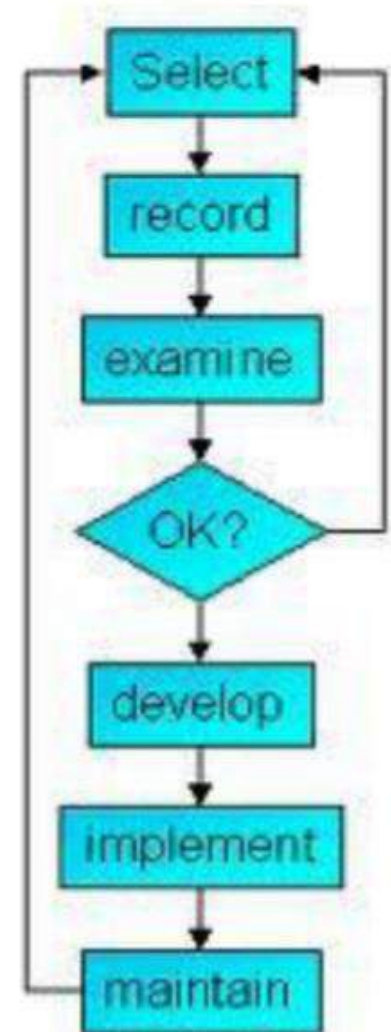 Select
record
examine
OK?
develop
implement
maintain